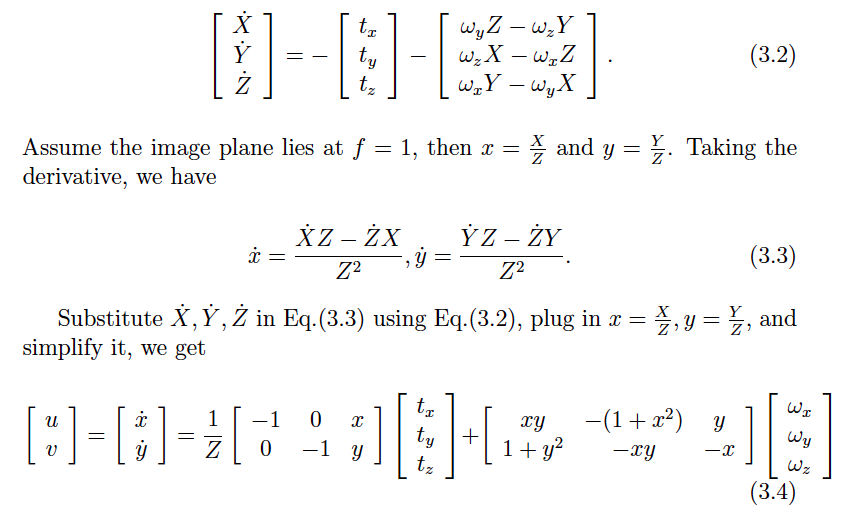 $$\begin{bmatrix} \dot{X} \\ \dot{Y} \\ \dot{Z} \end{bmatrix} = - \begin{bmatrix} t_x \\ t_y \\ t_z \end{bmatrix} - \begin{bmatrix} \omega_y Z - \omega_z Y \\ \omega_z X - \omega_x Z \\ \omega_x Y - \omega_y X \end{bmatrix}. \quad (3.2)$$
Assume the image plane lies at $f = 1$, then $x = \frac{X}{Z}$ and $y = \frac{Y}{Z}$. Taking the
derivative, we have
$$\dot{x} = \frac{\dot{X}Z - \dot{Z}X}{Z^2}, \dot{y} = \frac{\dot{Y}Z - \dot{Z}Y}{Z^2}. \quad (3.3)$$
Substitute $\dot{X}, \dot{Y}, \dot{Z}$ in Eq.(3.3) using Eq.(3.2), plug in $x = \frac{X}{Z}, y = \frac{Y}{Z}$, and
simplify it, we get
$$\begin{bmatrix} u \\ v \end{bmatrix} = \begin{bmatrix} \dot{x} \\ \dot{y} \end{bmatrix} = \frac{1}{Z} \begin{bmatrix} -1 & 0 & x \\ 0 & -1 & y \end{bmatrix} \begin{bmatrix} t_x \\ t_y \\ t_z \end{bmatrix} + \begin{bmatrix} xy & -(1+x^2) & y \\ 1+y^2 & -xy & -x \end{bmatrix} \begin{bmatrix} \omega_x \\ \omega_y \\ \omega_z \end{bmatrix}$$
(3.4)